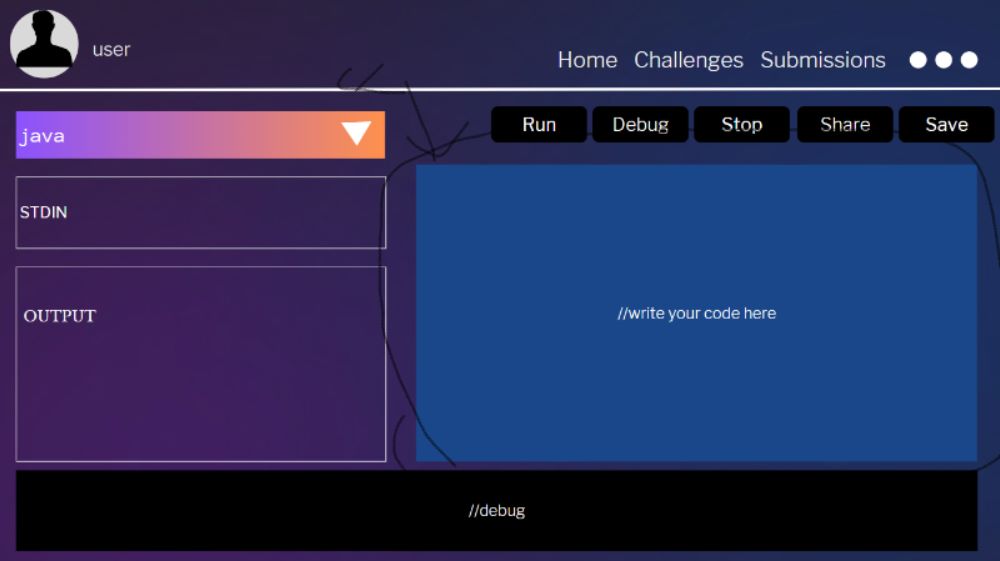 user
Home Challenges Submissions
java
Run Debug Stop Share Save
STDIN
OUTPUT
//write your code here
//debug